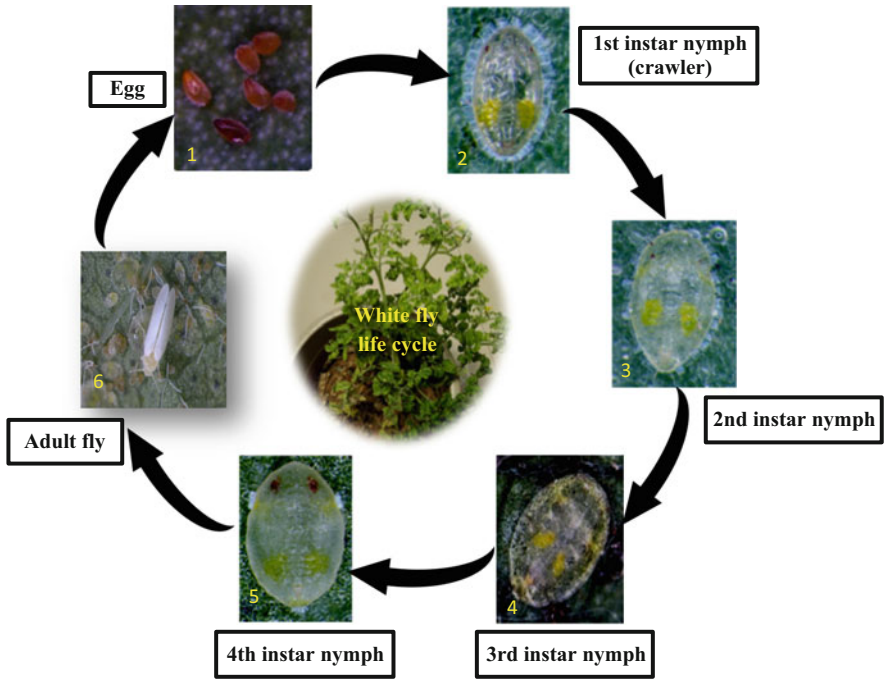 Egg
1
2
1st instar nymph
(crawler)
3
2nd instar nymph
4
3rd instar nymph
5
4th instar nymph
6
Adult fly
White fly
life cycle